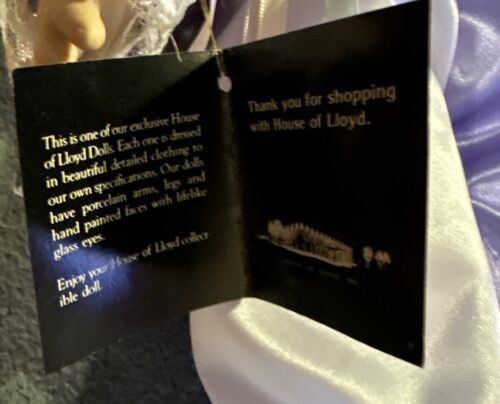 This is one of our exclusive House
of Lloyd Dolls. Each one is dressed
in beautiful detailed clothing to
our own specifications. Our dolls
have porcelain arms, legs and
hand painted faces with lifelike
glass eyes.
Enjoy your House of Lloyd collect-
ible doll.
Thank you for shopping
with House of Lloyd.